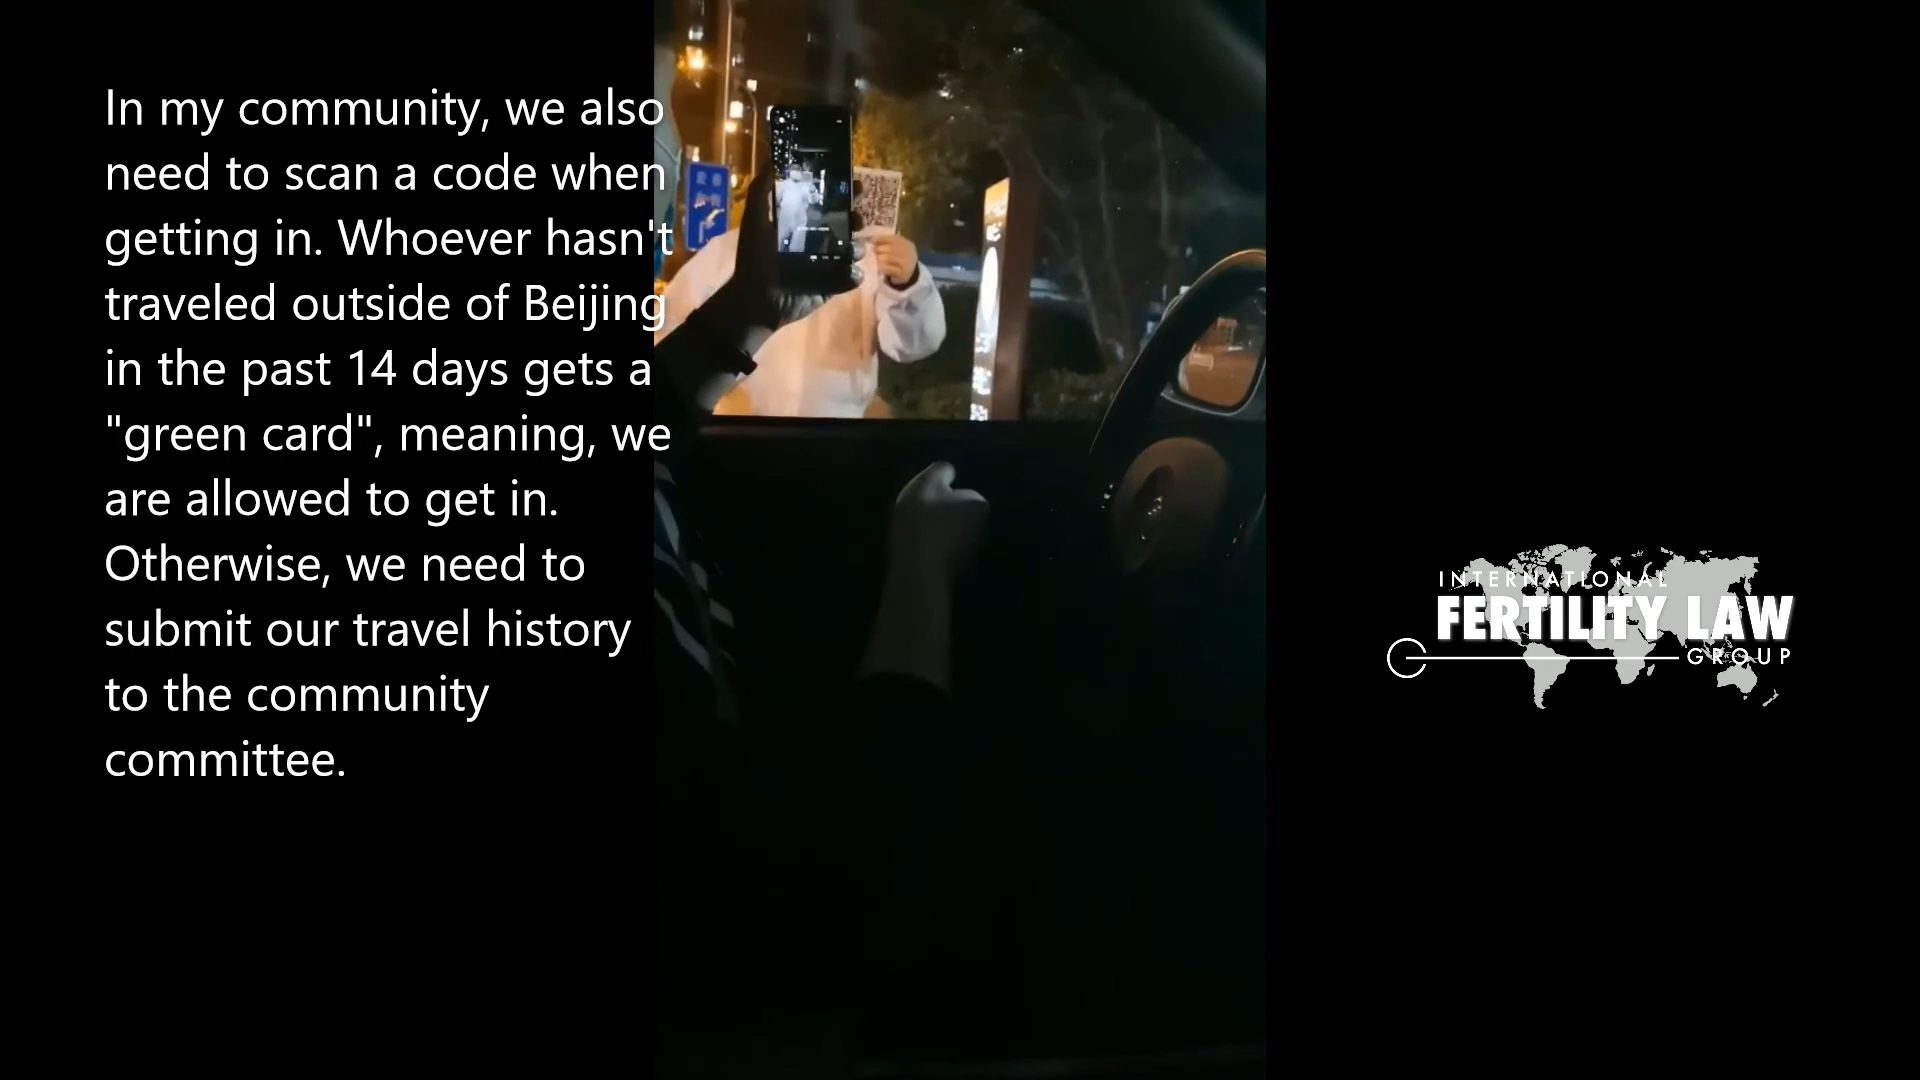 In my community, we also
need to scan a code when
getting in. Whoever hasn't
traveled outside of Beijing
in the past 14 days gets a
"green card", meaning, we
are allowed to get in.
Otherwise, we need to
submit our travel history
to the community
committee.
INTERNATIONAL
FERTILITY LAW
GROUP